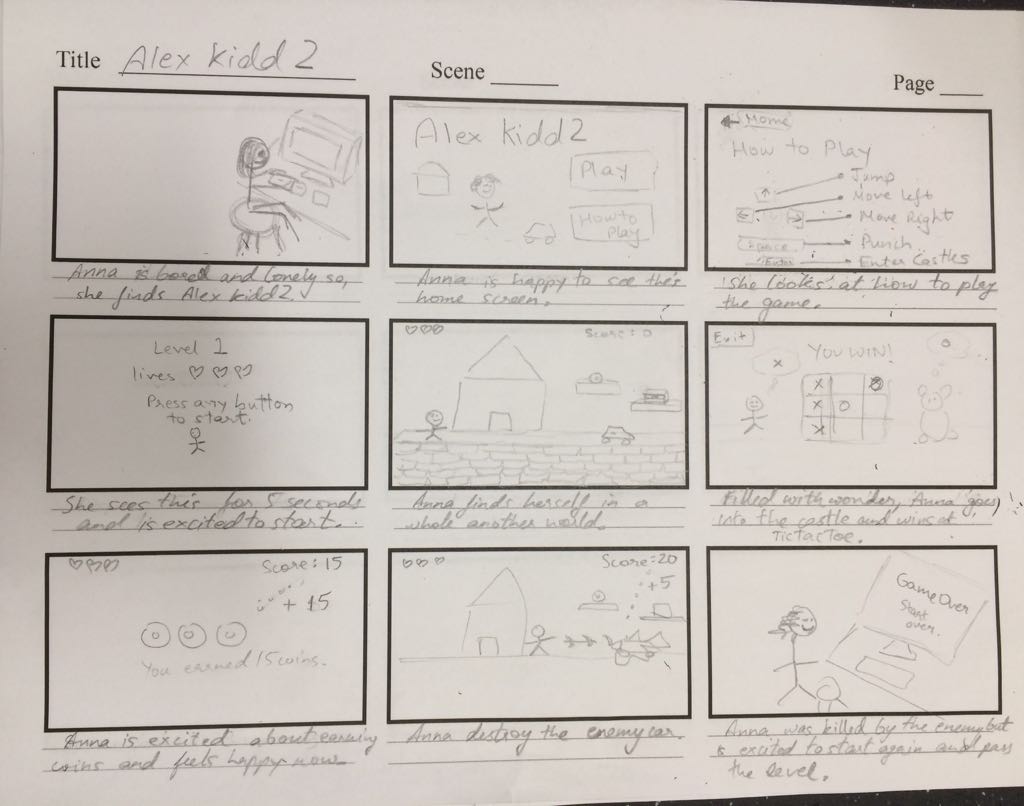 Title Alex Kidd 2
Scene
Page
Anna is bored and lonely so,
she finds Alex Kidd2.
Alex Kidd 2
Play
How to
Play
Anna is happy to see this
home screen.
Home
How to Play
Jump
Move left
Move Right
Space
Punch
Enter
Enter Castles
She looks at how to play
the game.
Level 1
lives
Press any button
to start.
She sees this for 5 seconds
and is excited to start.
Score: 0
Anna finds herself in a
whole another world.
Exit
YOU WIN!
x
o
x
x o
x
Filled with wonder, Anna goes
into the castle and wins at
TicTacToe.
Score: 15
+ 15
You earned 15 coins.
Anna is excited about earning
coins and feels happy now.
Score: 20
+5
Anna destroy the enemy car.
Game Over
Start
over.
Anna was killed by the enemy but
is excited to start again and pass
the level.